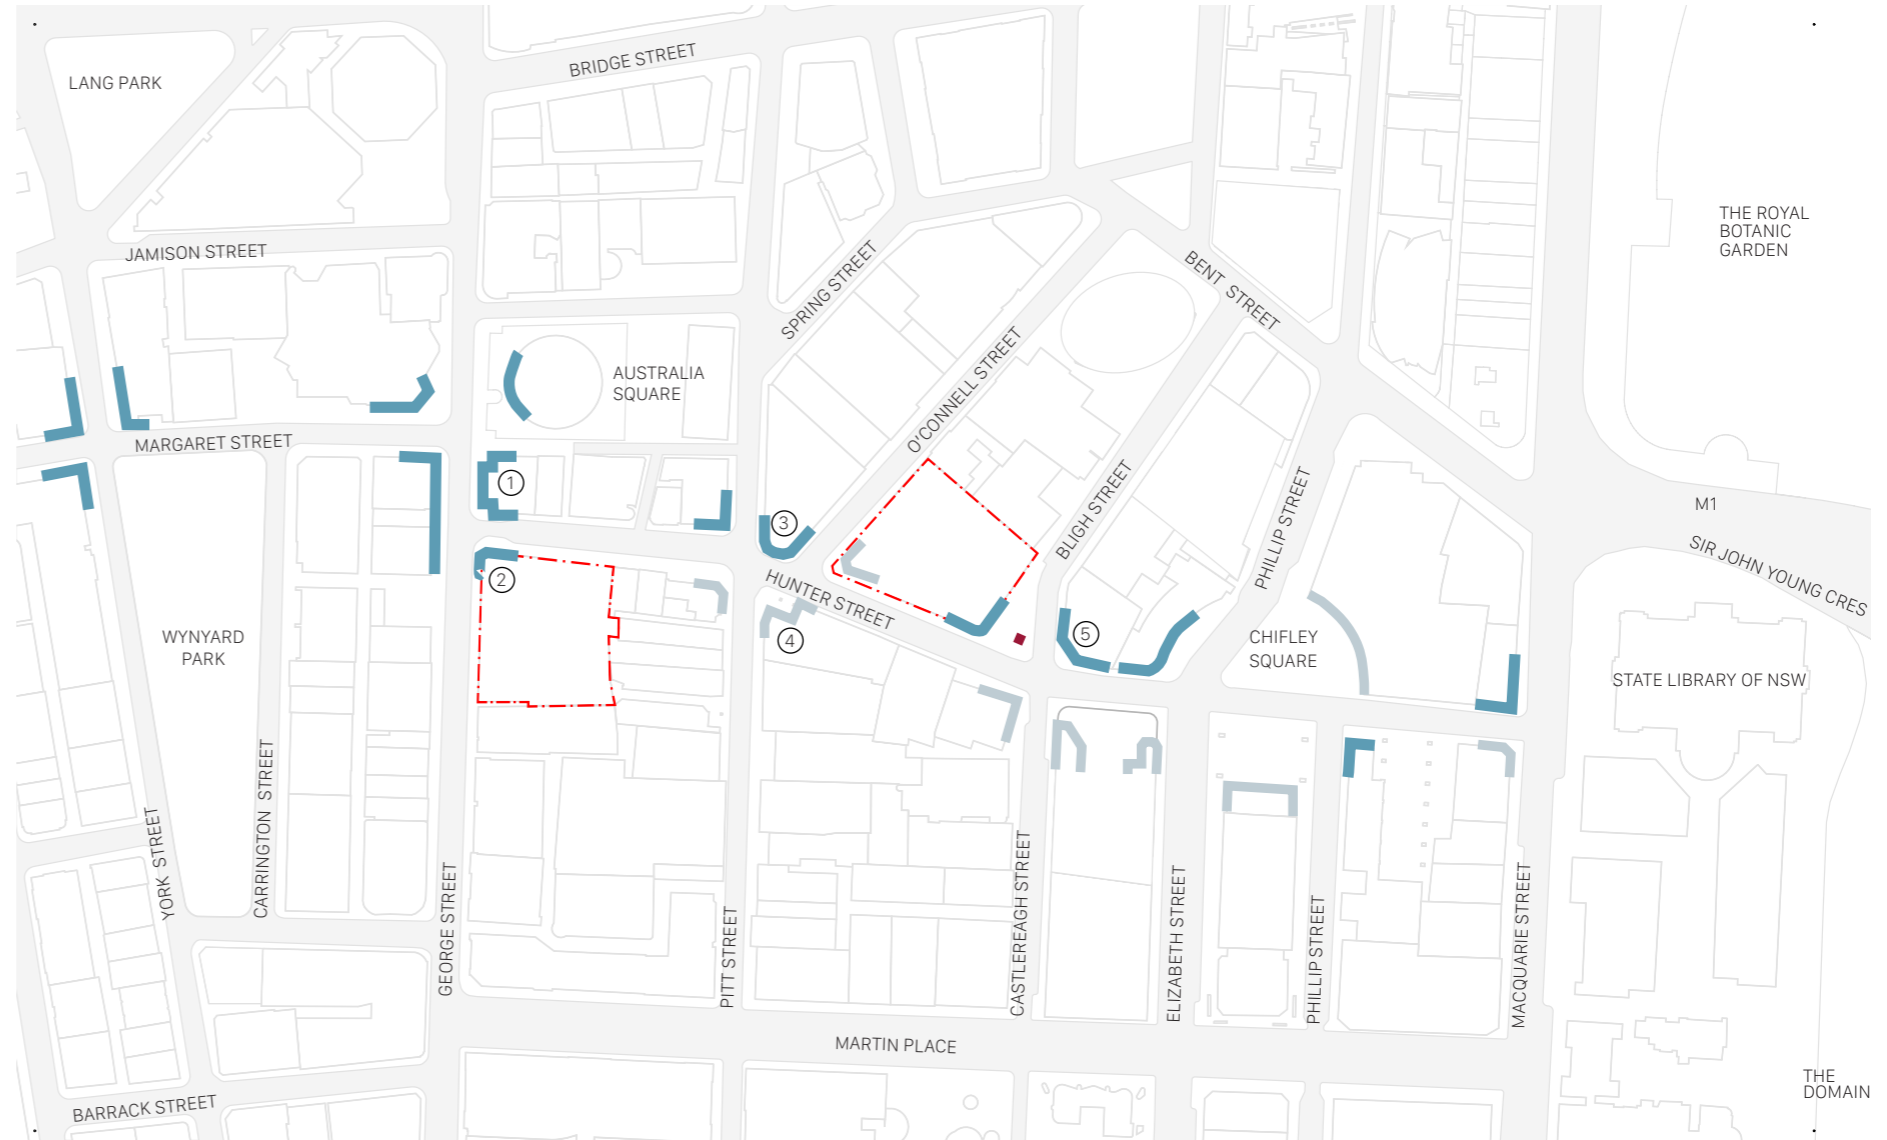 BRIDGE STREET
LANG PARK
THE ROYAL
BOTANIC
GARDEN
JAMISON STREET
SPRING STREET
BENT STREET
AUSTRALIA
SQUARE
O'CONNELL STREET
MARGARET STREET
1
BLIGH STREET
PHILLIP STREET
M1
SIR JOHN YOUNG CRES
3
2
HUNTER STREET
4
5
WYNYARD
PARK
CHIFLEY
SQUARE
STATE LIBRARY OF NSW
YORK STREET
CARRINGTON STREET
GEORGE STREET
PITT STREET
CASTLEREAGH STREET
ELIZABETH STREET
PHILLIP STREET
MACQUARIE STREET
MARTIN PLACE
BARRACK STREET
THE
DOMAIN